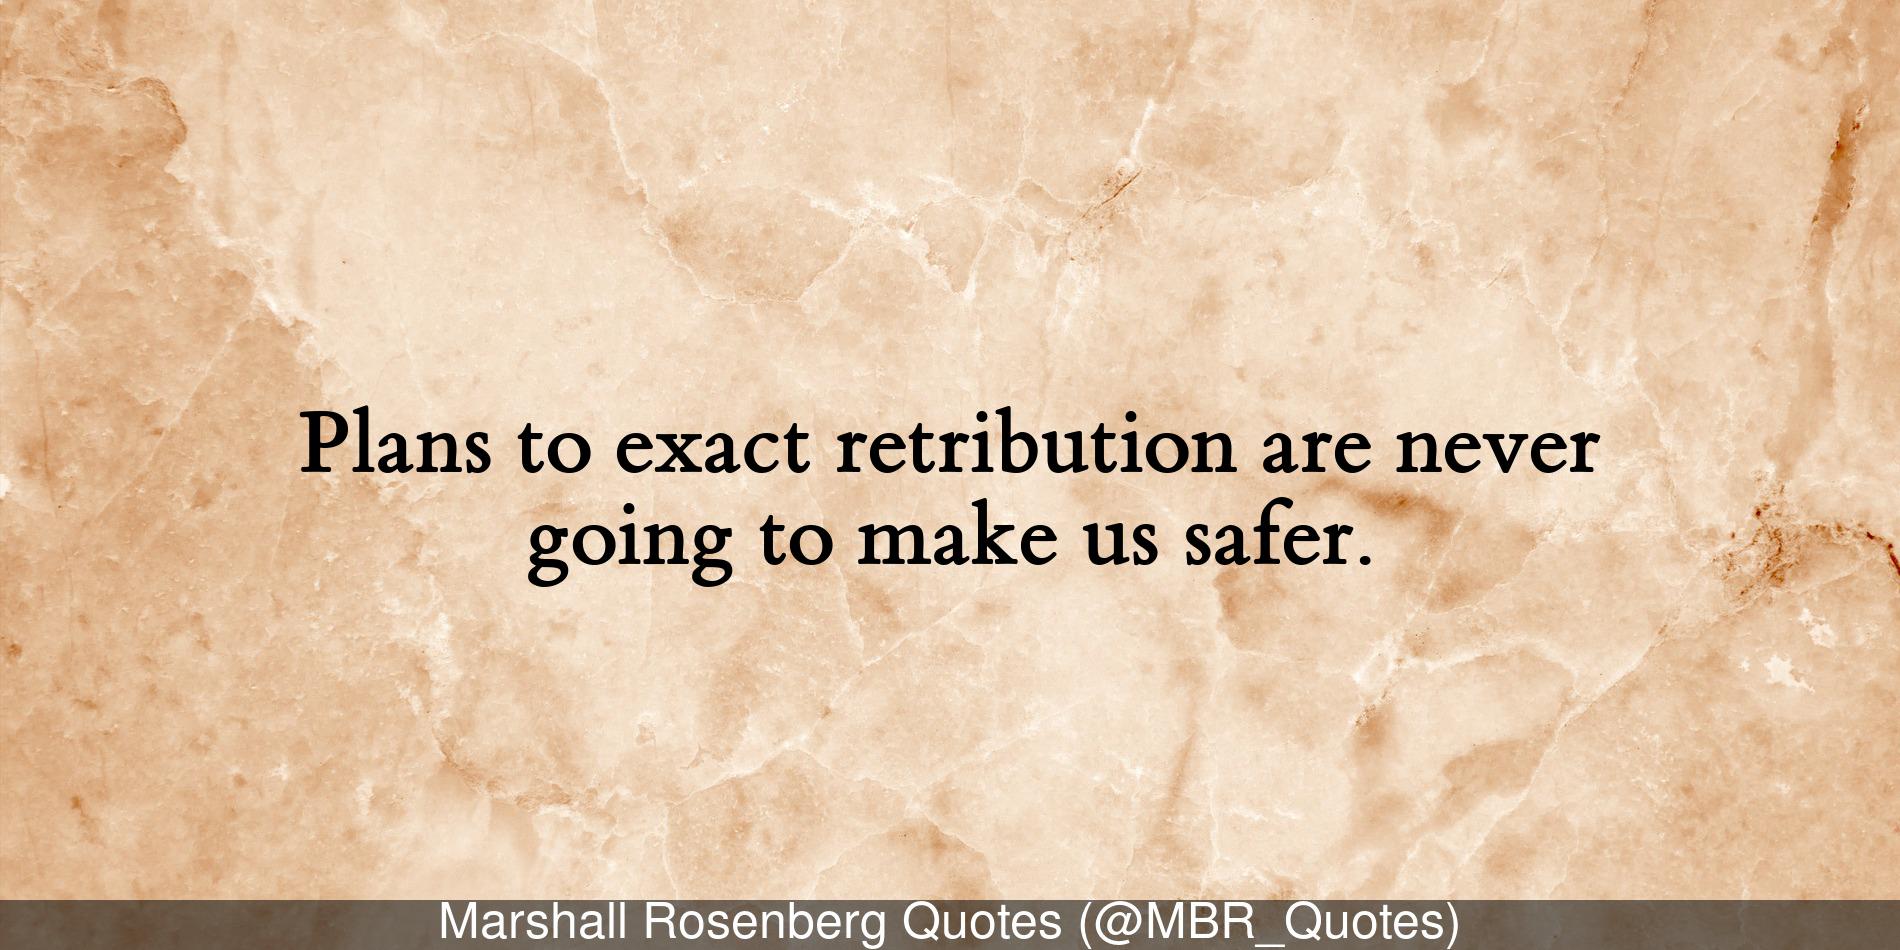 Plans to exact retribution are never
going to make us safer.
Marshall Rosenberg Quotes (@MBR_Quotes)